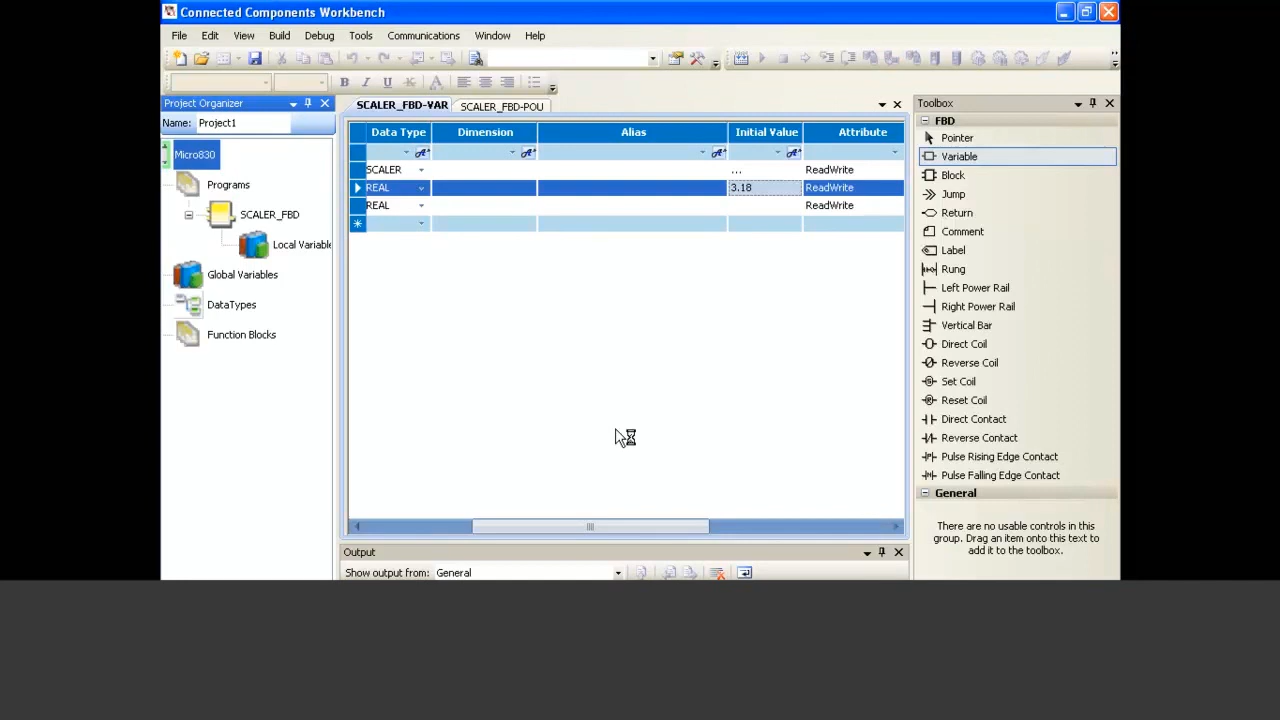 Connected Components Workbench
File Edit View Build Debug Tools Communications Window Help
Project Organizer
Name: Project1
Micro830
Programs
SCALER_FBD
Local Variable
Global Variables
DataTypes
Function Blocks
SCALER_FBD-VAR SCALER_FBD-POU
Data Type Dimension Alias Initial Value Attribute
SCALER ... ReadWrite
REAL 3.18 ReadWrite
REAL ReadWrite
Output
Show output from: General
Toolbox
FBD
Pointer
Variable
Block
Jump
Return
Comment
Label
Rung
Left Power Rail
Right Power Rail
Vertical Bar
Direct Coil
Reverse Coil
Set Coil
Reset Coil
Direct Contact
Reverse Contact
Pulse Rising Edge Contact
Pulse Falling Edge Contact
General
There are no usable controls in this
group. Drag an item onto this text to
add it to the toolbox.